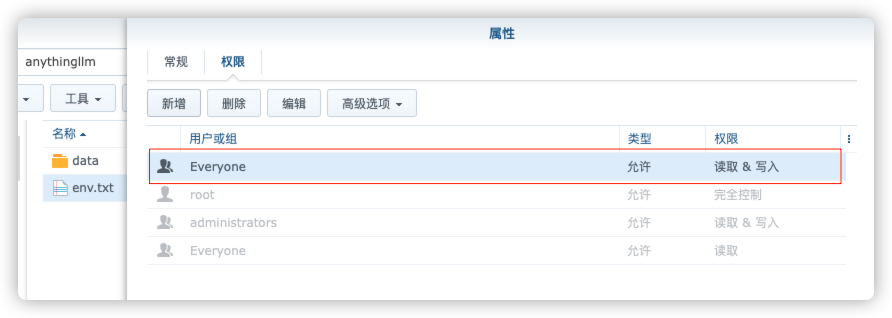 属性
anythingllm
常规 权限
工具
新增 删除 编辑 高级选项
名称
用户或组 类型 权限
data
Everyone 允许 读取 & 写入
env.txt
root 允许 完全控制
administrators 允许 读取 & 写入
Everyone 允许 读取